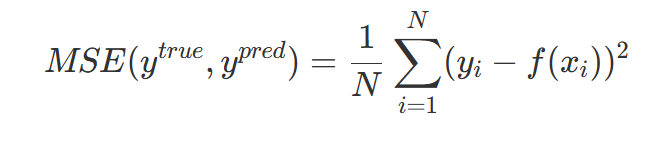 MSE(y^{true}, y^{pred}) = \frac{1}{N} \sum_{i=1}^{N} (y_i - f(x_i))^2